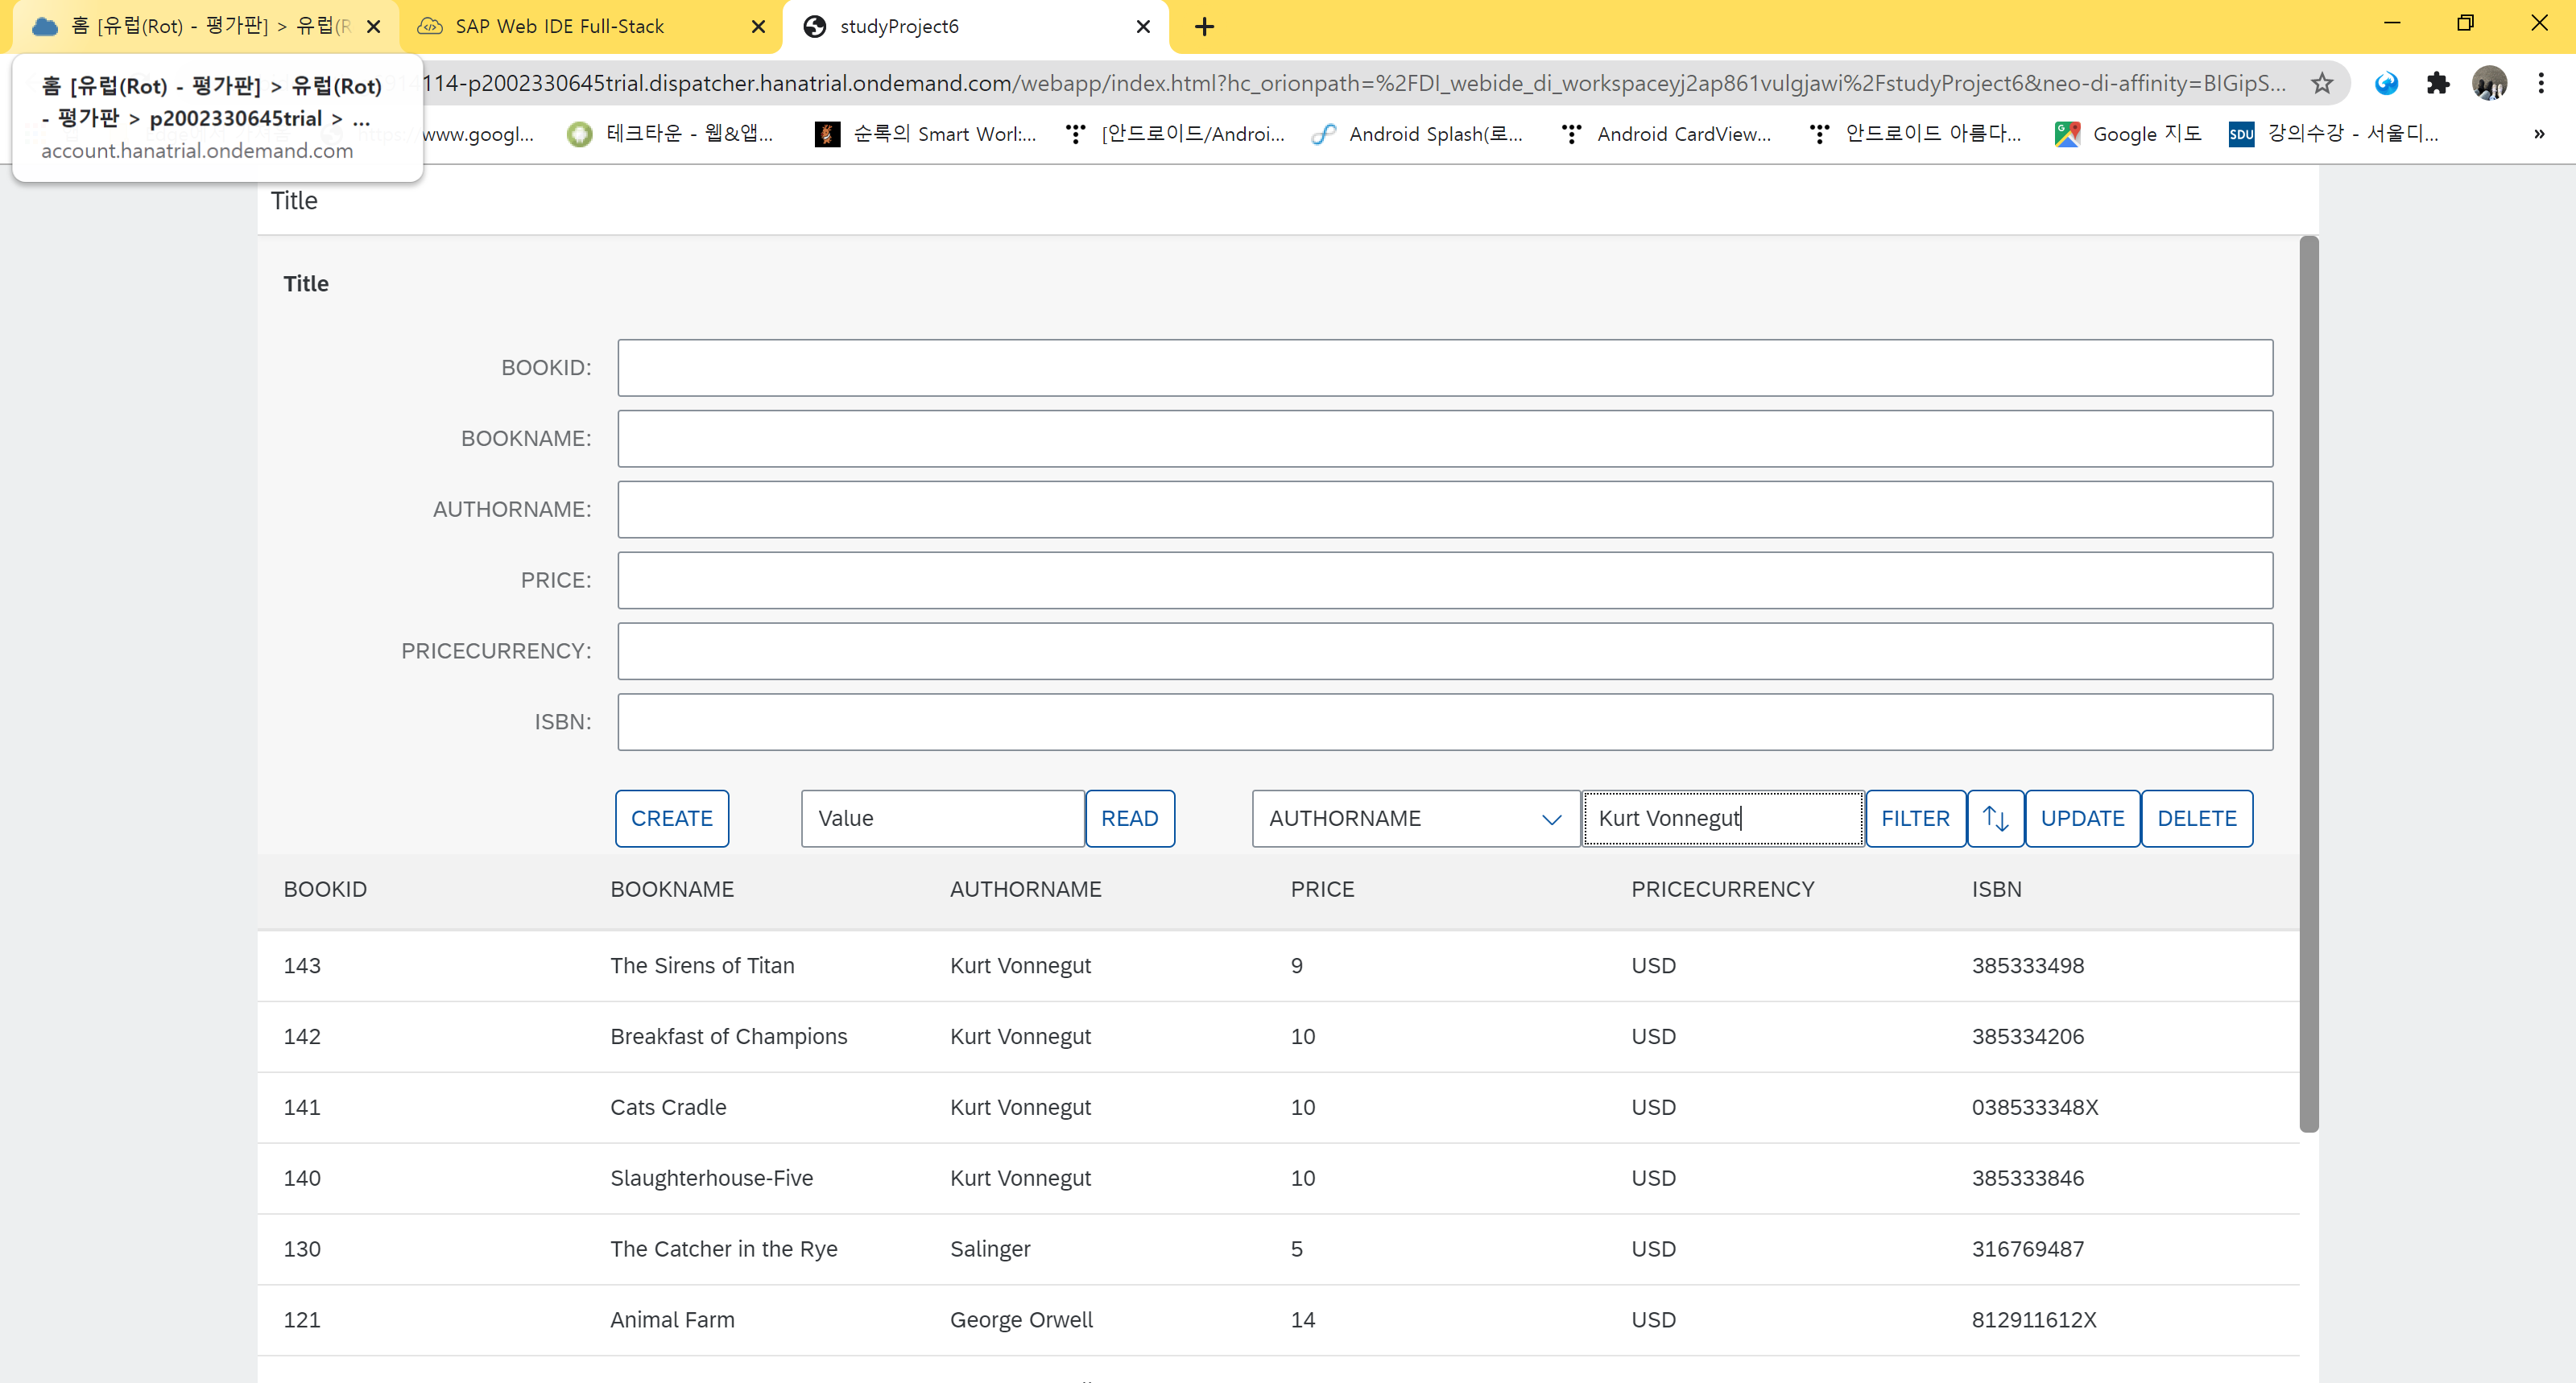 홈 [유럽(Rot) - 평가판] > 유럽(R
SAP Web IDE Full-Stack
studyProject6
홈 [유럽(Rot) - 평가판] > 유럽(Rot)
- 평가판 > p2002330645trial > ...
account.hanatrial.ondemand.com
114-p2002330645trial.dispatcher.hanatrial.ondemand.com/webapp/index.html?hc_orionpath=%2FDI_webide_di_workspaceyj2ap861vulgjawi%2FstudyProject6&neo-di-affinity=BIGipS...
www.googl...
테크타운 - 웹&앱...
순록의 Smart Worl:...
[안드로이드/Androi...
Android Splash(로...
Android CardView...
안드로이드 아름다...
Google 지도
SDU
강의수강 - 서울디...
»
Title
Title
BOOKID:
BOOKNAME:
AUTHORNAME:
PRICE:
PRICECURRENCY:
ISBN:
CREATE Value READ AUTHORNAME Kurt Vonnegut FILTER UPDATE DELETE
BOOKID BOOKNAME AUTHORNAME PRICE PRICECURRENCY ISBN
143 The Sirens of Titan Kurt Vonnegut 9 USD 385333498
142 Breakfast of Champions Kurt Vonnegut 10 USD 385334206
141 Cats Cradle Kurt Vonnegut 10 USD 038533348X
140 Slaughterhouse-Five Kurt Vonnegut 10 USD 385333846
130 The Catcher in the Rye Salinger 5 USD 316769487
121 Animal Farm George Orwell 14 USD 812911612X